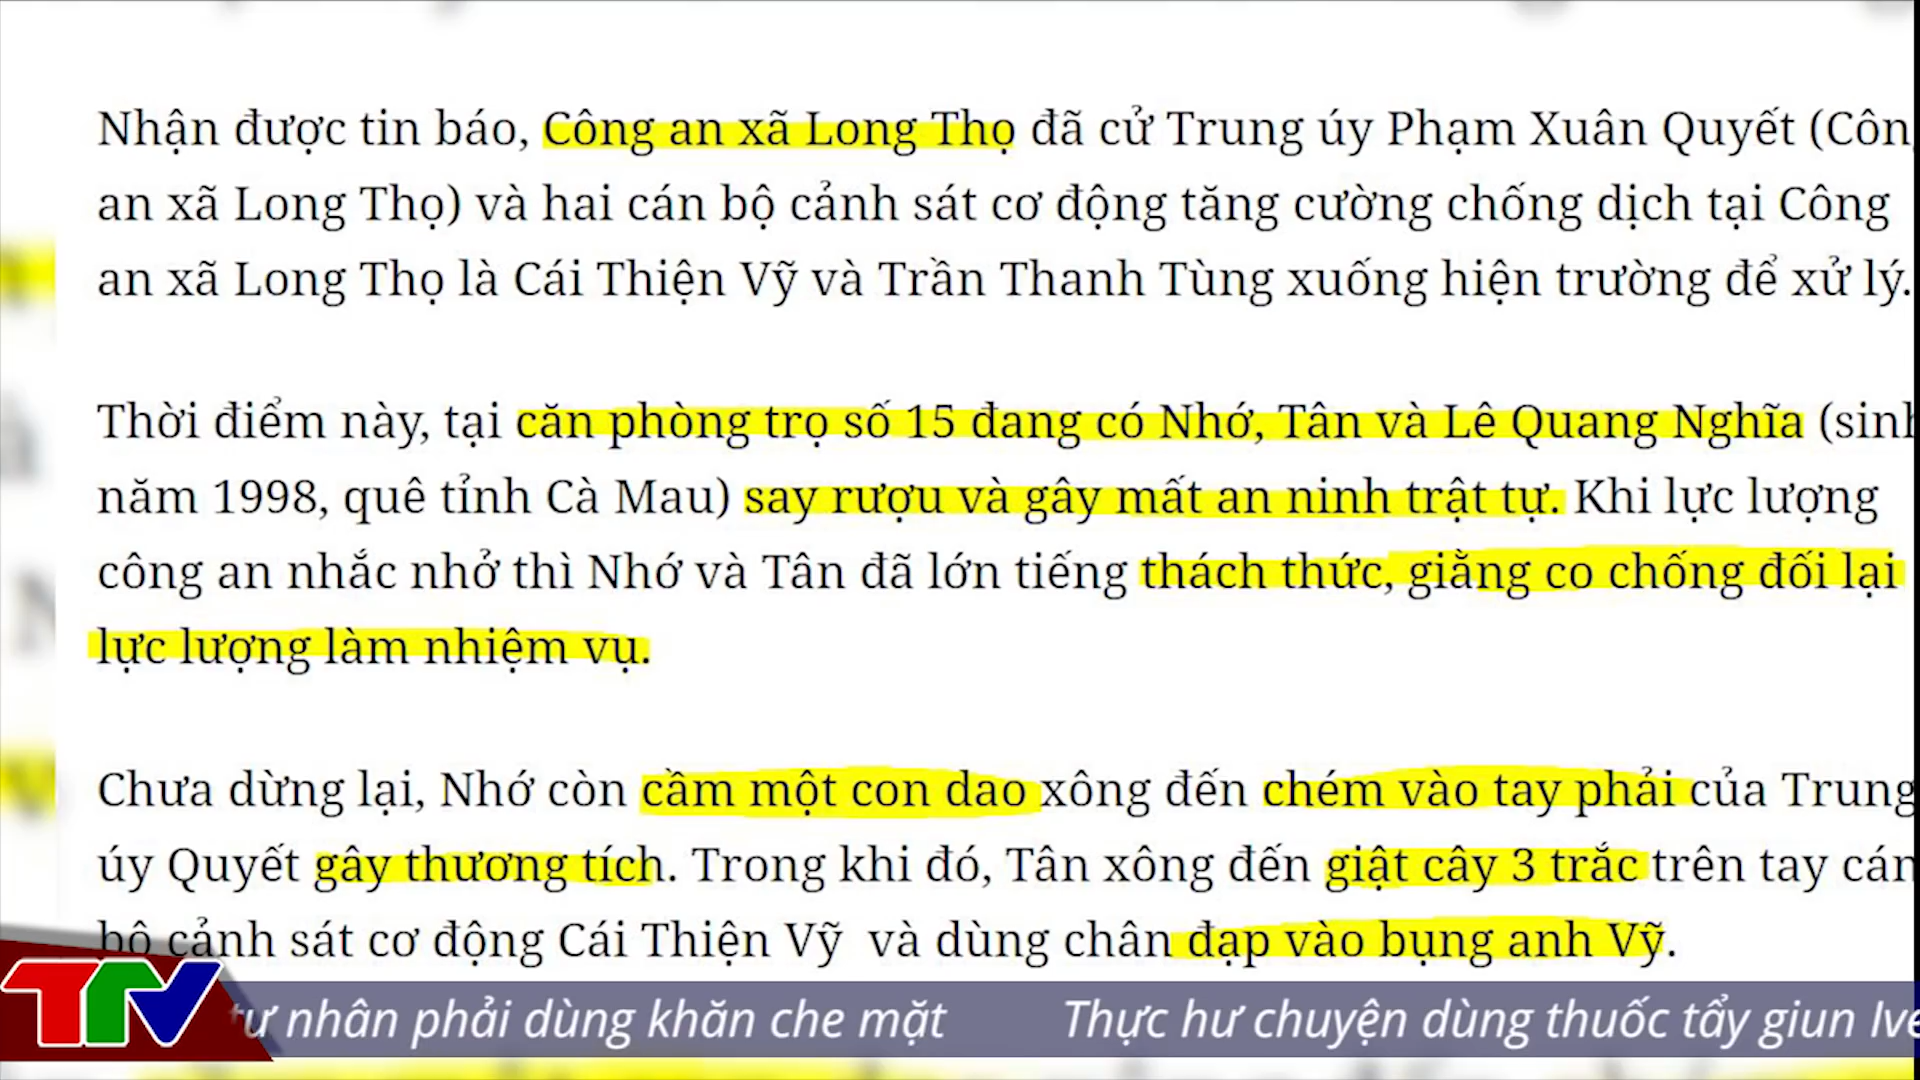 Nhận được tin báo, Công an xã Long Thọ đã cử Trung úy Phạm Xuân Quyết (Côn
an xã Long Thọ) và hai cán bộ cảnh sát cơ động tăng cường chống dịch tại Công
an xã Long Thọ là Cái Thiện Vỹ và Trần Thanh Tùng xuống hiện trường để xử lý.
Thời điểm này, tại căn phòng trọ số 15 đang có Nhớ, Tân và Lê Quang Nghĩa (sinh
năm 1998, quê tỉnh Cà Mau) say rượu và gây mất an ninh trật tự. Khi lực lượng
công an nhắc nhở thì Nhớ và Tân đã lớn tiếng thách thức, giằng co chống đối lại
lực lượng làm nhiệm vụ.
Chưa dừng lại, Nhớ còn cầm một con dao xông đến chém vào tay phải của Trung
úy Quyết gây thương tích. Trong khi đó, Tân xông đến giật cây 3 trắc trên tay cán
bộ cảnh sát cơ động Cái Thiện Vỹ và dùng chân đạp vào bụng anh Vỹ.
TTV
tư nhân phải dùng khăn che mặt Thực hư chuyện dùng thuốc tẩy giun Ive